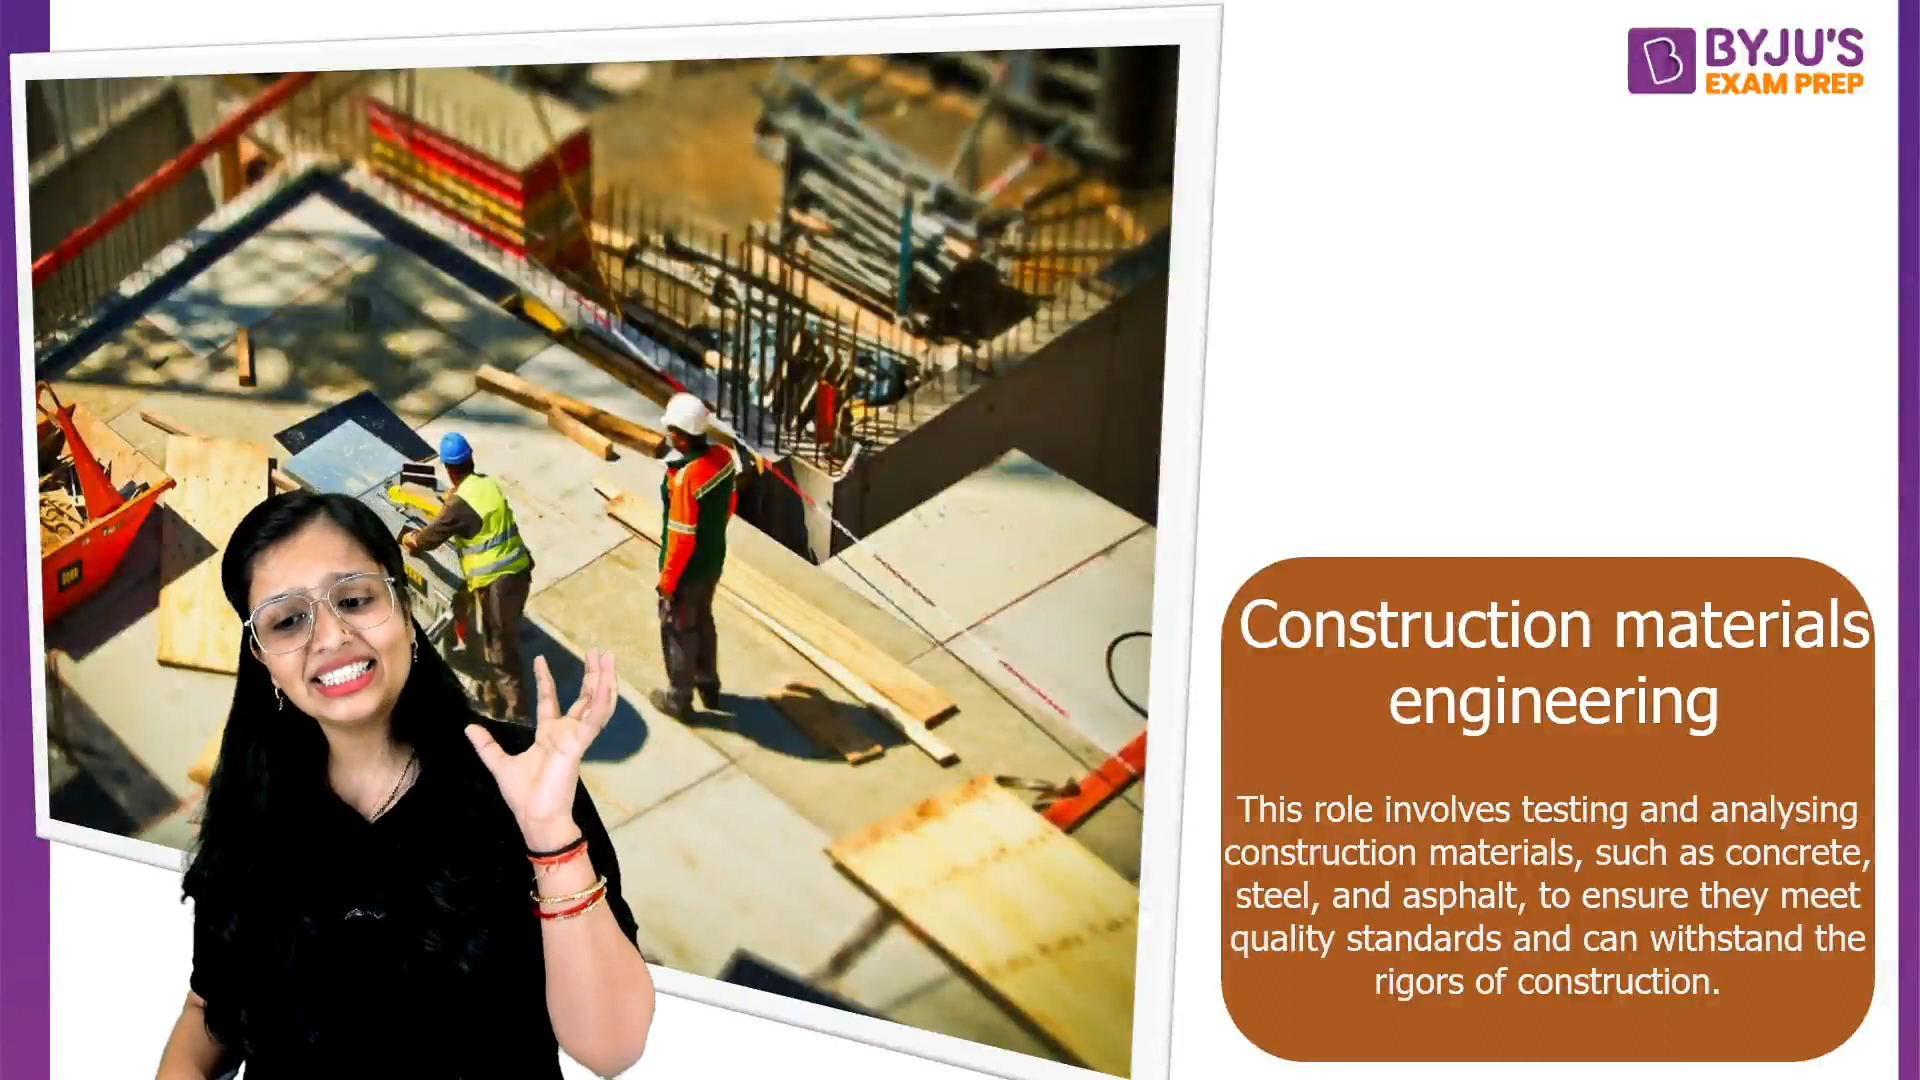 BYJU'S
EXAM PREP
Construction materials
engineering
This role involves testing and analysing
construction materials, such as concrete,
steel, and asphalt, to ensure they meet
quality standards and can withstand the
rigors of construction.